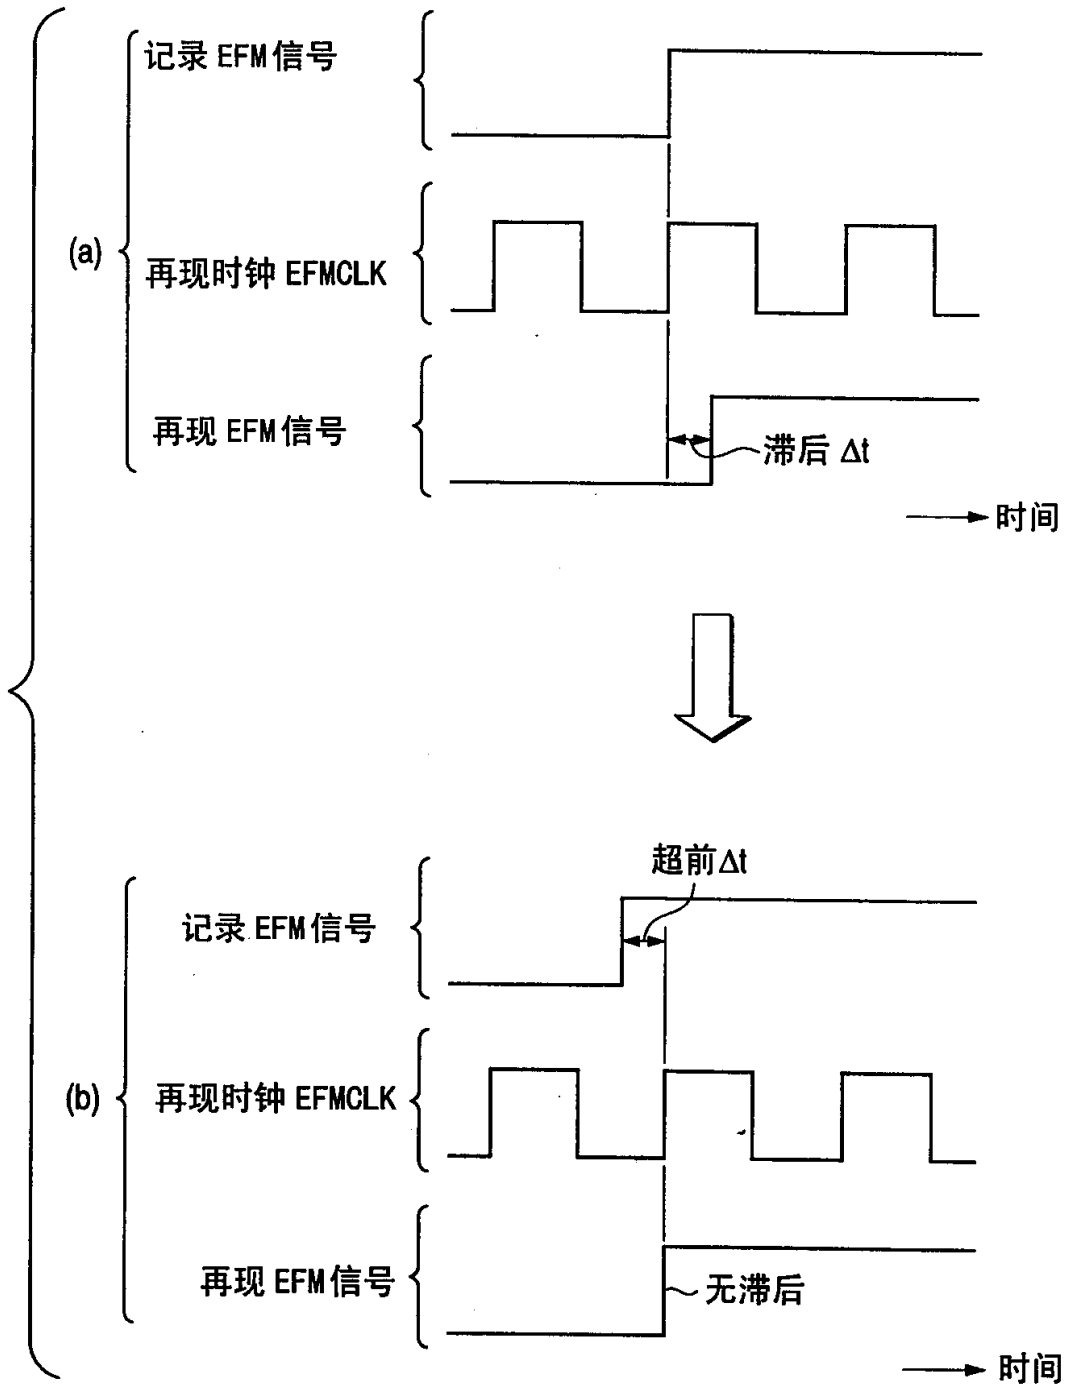 记录 EFM 信号
(a)
再现时钟 EFMCLK
再现 EFM 信号
滞后 Δt
时间
超前Δt
记录 EFM 信号
(b)
再现时钟 EFMCLK
再现 EFM 信号
无滞后
时间